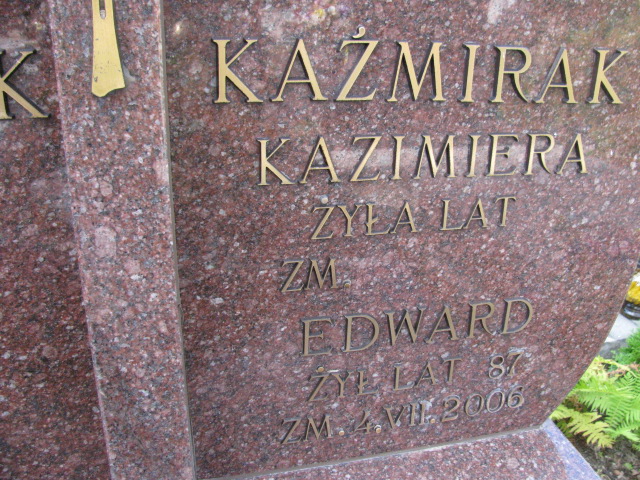 K
KAŹMIRAK
KAZIMIERA
ŻYŁA LAT
ZM.
EDWARD
ŻYŁ LAT 87
ZM. 4.VII.2006